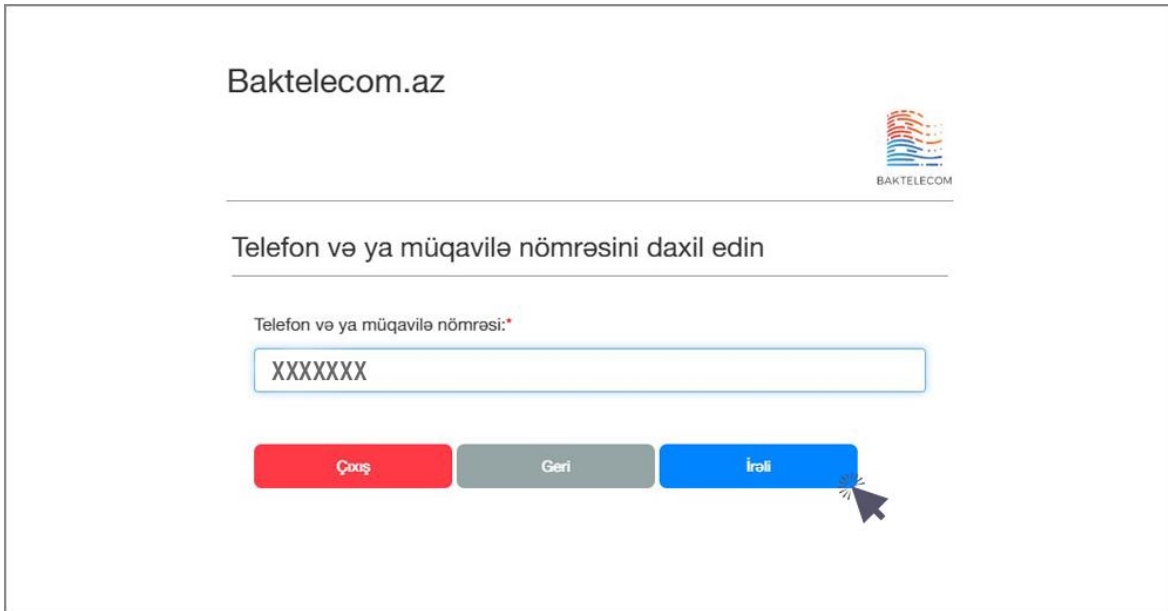 Baktelecom.az
BAKTELECOM
Telefon və ya müqavilə nömrəsini daxil edin
Telefon və ya müqavilə nömrəsi:*
XXXXXXX
Çıxış
Geri
İrəli